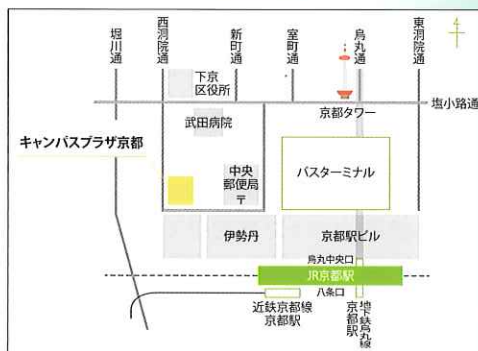 堀川通
西洞院通
新町通
室町通
烏丸通
東洞院通
下京
区役所
京都タワー
塩小路通
武田病院
キャンパスプラザ京都
バスターミナル
中央
郵便局
〒
伊勢丹
京都駅ビル
烏丸中央口
JR京都駅
八条口
近鉄京都線
京都駅
地下鉄烏丸線
京都駅